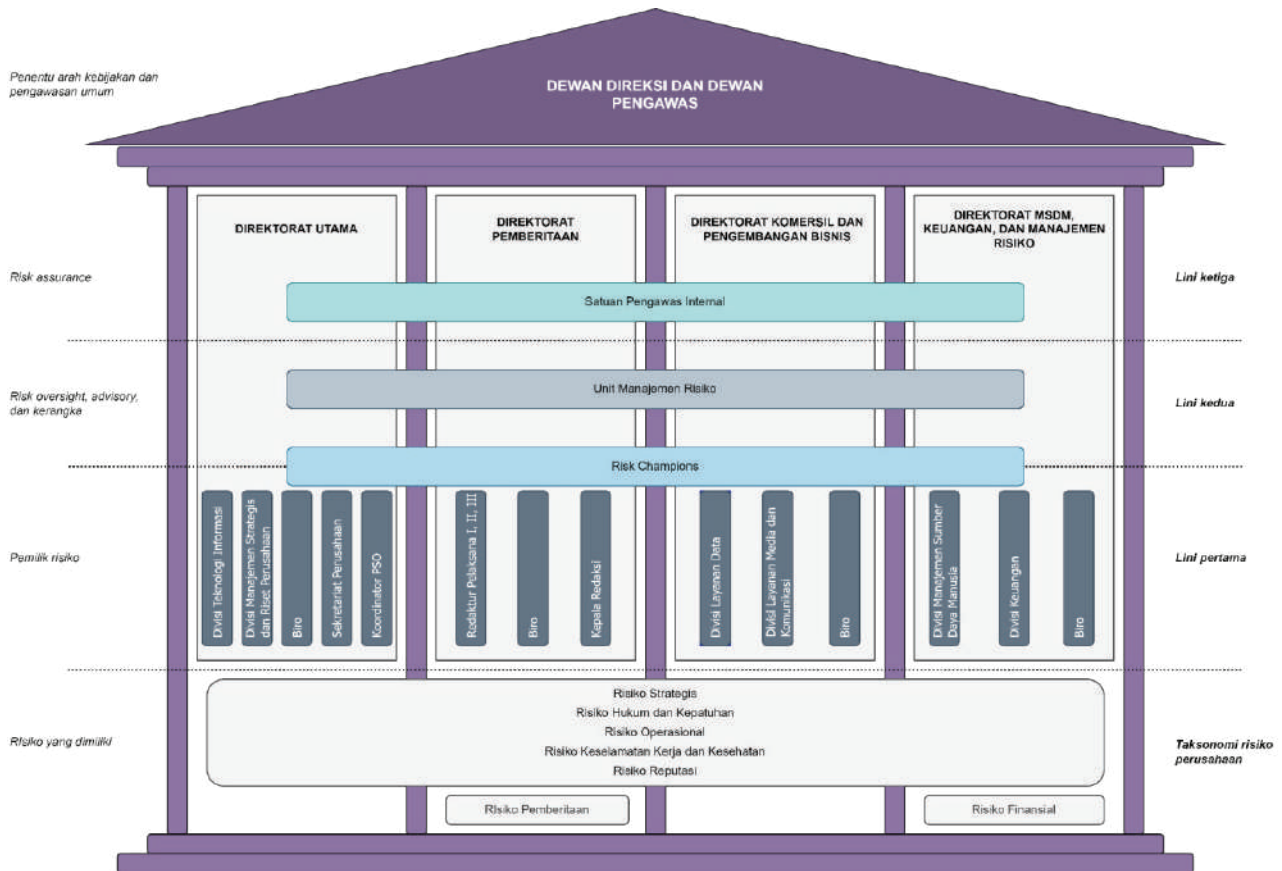 Penentu arah kebijakan dan
pengawasan umum
DEWAN DIREKSI DAN DEWAN
PENGAWAS
DIREKTORAT UTAMA
DIREKTORAT
PEMBERITAAN
DIREKTORAT KOMERSIL DAN
PENGEMBANGAN BISNIS
DIREKTORAT MSDM,
KEUANGAN, DAN MANAJEMEN
RISIKO
Risk assurance
Satuan Pengawas Internal
Lini ketiga
Risk oversight, advisory,
dan kerangka
Unit Manajemen Risiko
Lini kedua
Risk Champions
Pemilik risiko
Divisi Teknologi Informasi
Divisi Manajemen Strategis
dan Riset Perusahaan
Biro
Sekretariat Perusahaan
Koordinator PSO
Redaktur Pelaksana I, II, III
Biro
Kepala Redaksi
Divisi Layanan Data
Divisi Layanan Media dan
Komunikasi
Biro
Divisi Manajemen Sumber
Daya Manusia
Divisi Keuangan
Biro
Lini pertama
Risiko yang dimiliki
Risiko Strategis
Risiko Hukum dan Kepatuhan
Risiko Operasional
Risiko Keselamatan Kerja dan Kesehatan
Risiko Reputasi
Taksonomi risiko
perusahaan
Risiko Pemberitaan
Risiko Finansial